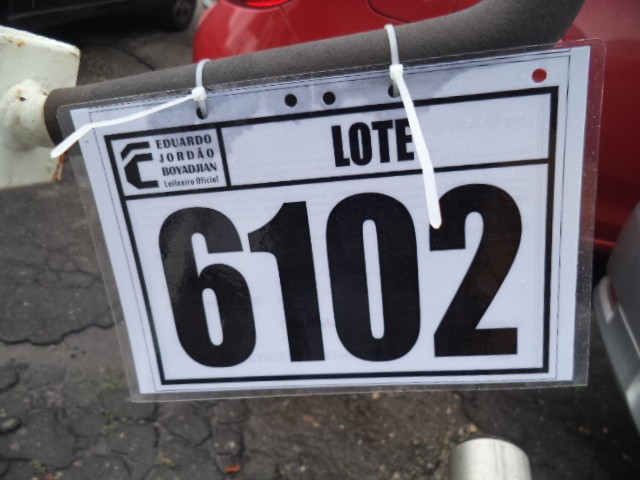 EDUARDO
JORDÃO
BOYADJIAN
Leiloeiro Oficial
LOTE
6102